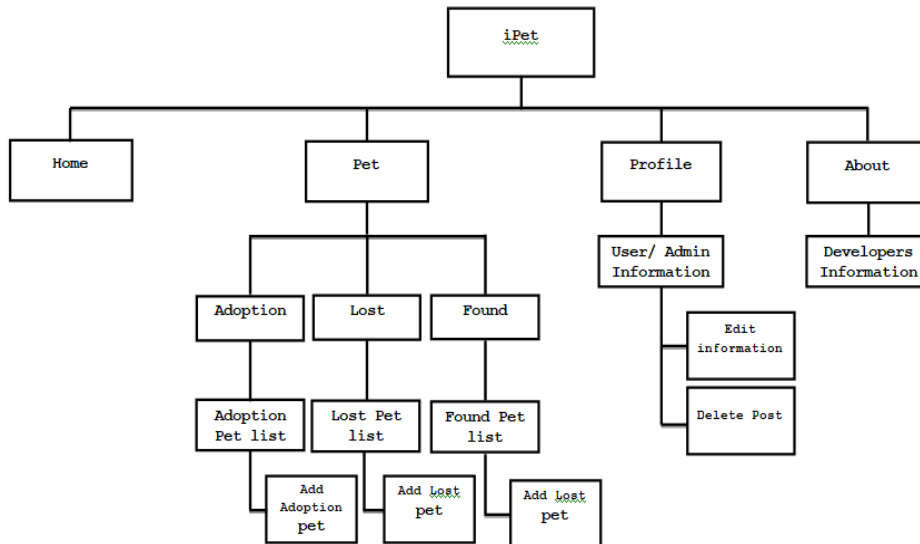 iPet
Home
Pet
Profile
About
User/ Admin
Information
Developers
Information
Adoption
Lost
Found
Edit
information
Adoption
Pet list
Lost Pet
list
Found Pet
list
Delete Post
Add
Adoption
pet
Add Lost
pet
Add Lost
pet